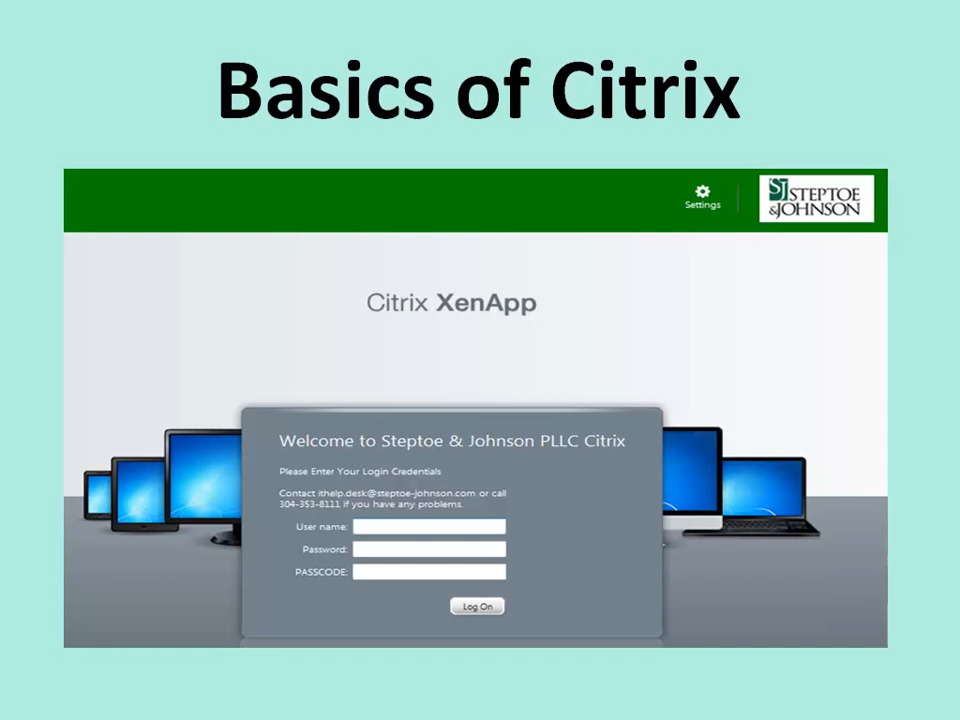 Basics of Citrix
Settings
SJ STEPTOE
&JOHNSON
Citrix XenApp
Welcome to Steptoe & Johnson PLLC Citrix
Please Enter Your Login Credentials
Contact ithelp.desk@steptoe-johnson.com or call
304-353-8111 if you have any problems.
User name:
Password:
PASSCODE:
Log On